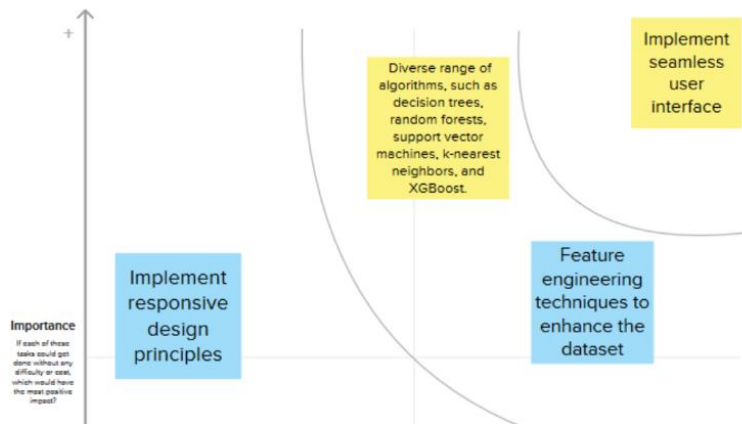 +
Implement
seamless
user
interface
Diverse range of
algorithms, such as
decision trees,
random forests,
support vector
machines, k-nearest
neighbors, and
XGBoost.
Feature
engineering
techniques to
enhance the
dataset
Implement
responsive
design
principles
Importance
If each of these
tasks could get
done without any
difficulty or cost,
which would have
the most positive
impact?